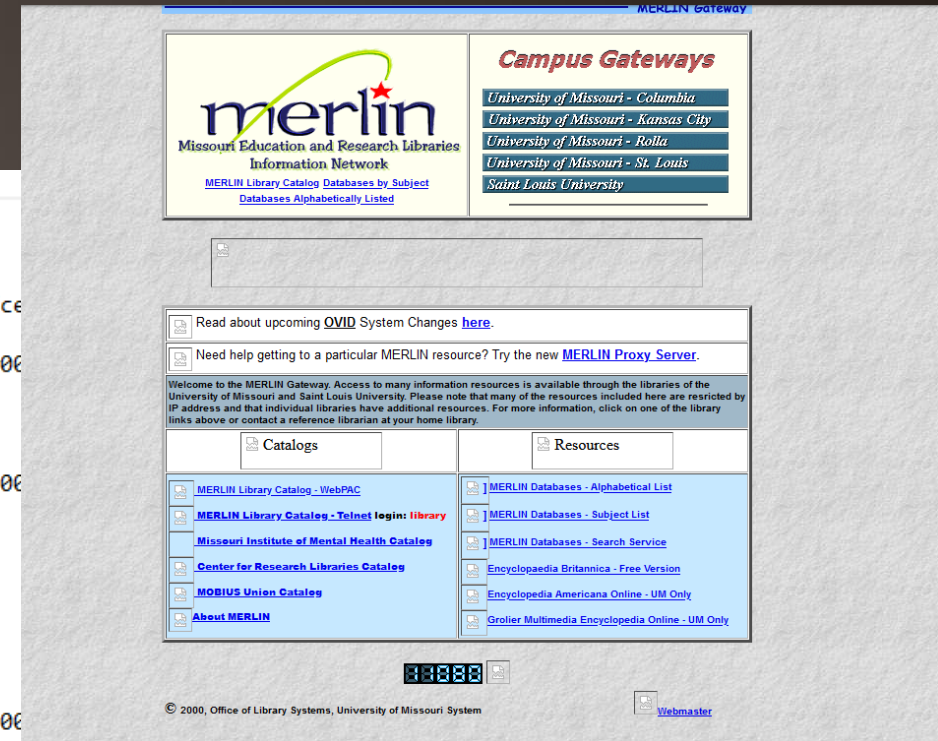 MERLIN Gateway
merlin
Missouri Education and Research Libraries
Information Network
MERLIN Library Catalog Databases by Subject
Databases Alphabetically Listed
Campus Gateways
University of Missouri - Columbia
University of Missouri - Kansas City
University of Missouri - Rolla
University of Missouri - St. Louis
Saint Louis University
ce
00
00
00
Read about upcoming OVID System Changes here.
Need help getting to a particular MERLIN resource? Try the new MERLIN Proxy Server.
Welcome to the MERLIN Gateway. Access to many information resources is available through the libraries of the
University of Missouri and Saint Louis University. Please note that many of the resources included here are resricted by
IP address and that individual libraries have additional resources. For more information, click on one of the library
links above or contact a reference librarian at your home library.
Catalogs
MERLIN Library Catalog - WebPAC
MERLIN Library Catalog - Telnet login: library
Missouri Institute of Mental Health Catalog
Center for Research Libraries Catalog
MOBIUS Union Catalog
About MERLIN
Resources
] MERLIN Databases - Alphabetical List
] MERLIN Databases - Subject List
] MERLIN Databases - Search Service
Encyclopaedia Britannica - Free Version
Encyclopedia Americana Online - UM Only
Grolier Multimedia Encyclopedia Online - UM Only
© 2000, Office of Library Systems, University of Missouri System
Webmaster